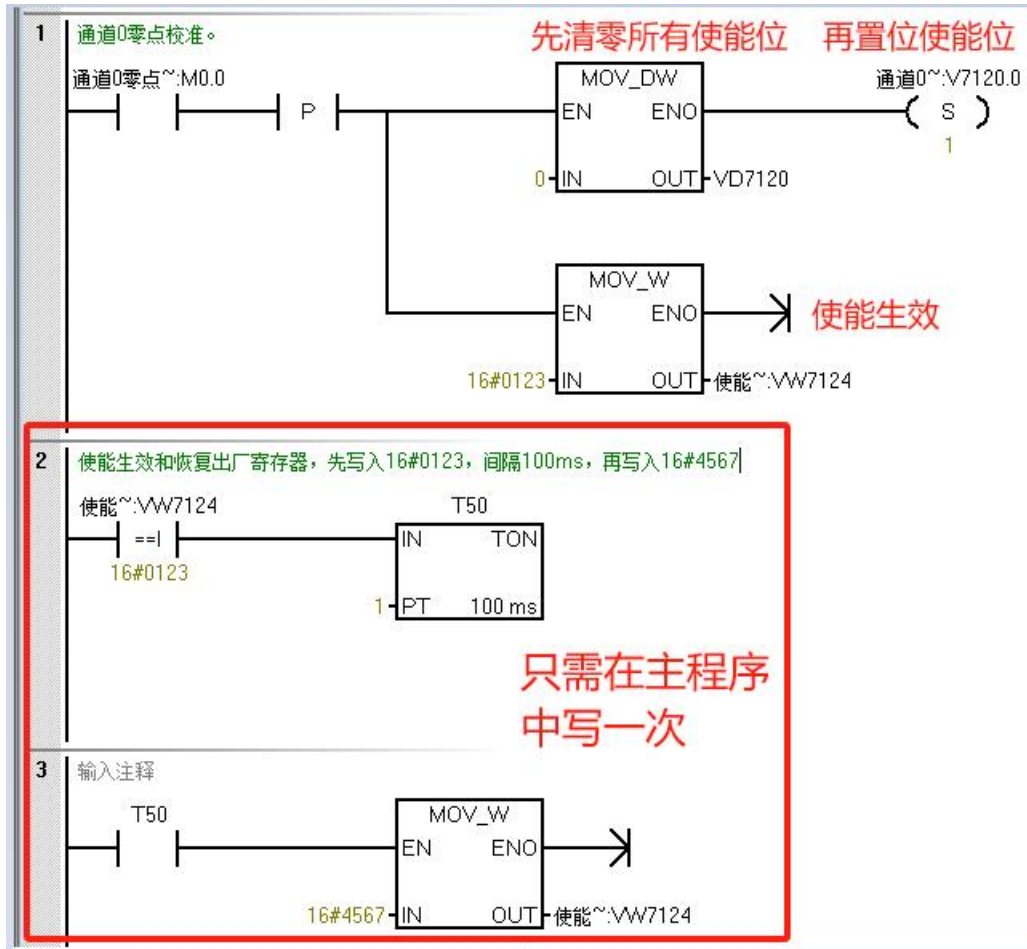 1
通道0零点校准。
先清零所有使能位 再置位使能位
通道0零点~:M0.0
P
MOV_DW
通道0~:V7120.0
EN ENO
S
1
0 IN OUT VD7120
MOV_W
EN ENO
使能生效
16#0123 IN OUT 使能~:VW7124
2
使能生效和恢复出厂寄存器，先写入16#0123，间隔100ms，再写入16#4567
使能~:VW7124
T50
==I
IN TON
16#0123
1 PT 100 ms
只需在主程序
中写一次
3
输入注释
T50
MOV_W
EN ENO
16#4567 IN OUT 使能~:VW7124